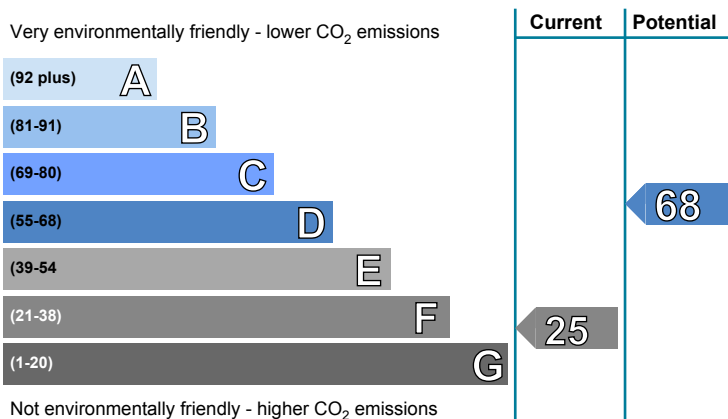 Current Potential
Very environmentally friendly - lower CO2 emissions
(92 plus) A
(81-91) B
(69-80) C
68
(55-68) D
(39-54 E
(21-38) F
25
(1-20) G
Not environmentally friendly - higher CO2 emissions